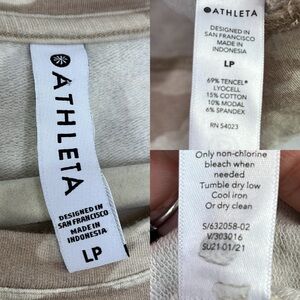 ATHLETA
DESIGNED IN
SAN FRANCISCO
MADE IN
INDONESIA
LP
ATHLETA
DESIGNED IN
SAN FRANCISCO
MADE IN
INDONESIA
LP
69% TENCEL®
LYOCELL
15% COTTON
10% MODAL
6% SPANDEX
RN 54023
Only non-chlorine
bleach when
needed
Tumble dry low
Cool iron
Or dry clean
S/632058-02
V/303016
SU21 01/21